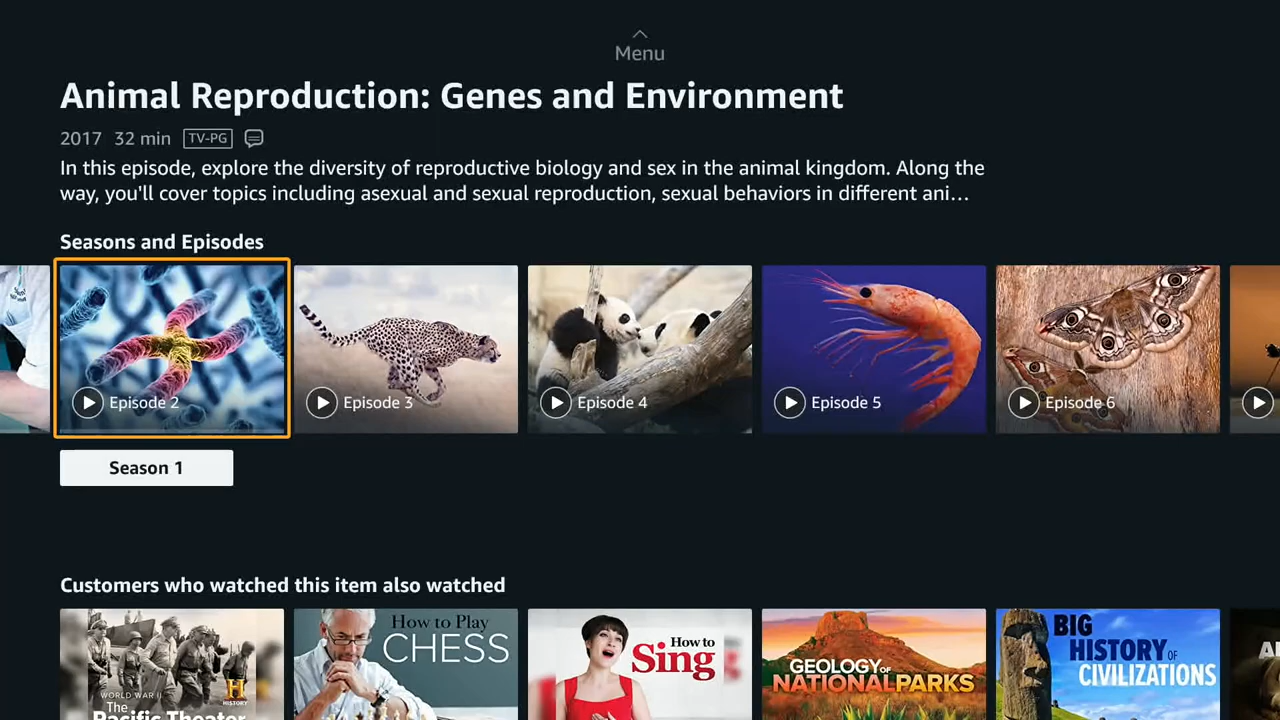 Menu
Animal Reproduction: Genes and Environment
2017 32 min TV-PG
In this episode, explore the diversity of reproductive biology and sex in the animal kingdom. Along the
way, you'll cover topics including asexual and sexual reproduction, sexual behaviors in different ani…
Seasons and Episodes
Episode 2
Episode 3
Episode 4
Episode 5
Episode 6
Season 1
Customers who watched this item also watched
WORLD WAR II
The
Pacific Theater
H
HISTORY
How to Play
CHESS
How to
Sing
GEOLOGY OF
NATIONAL PARKS
BIG
HISTORY OF
CIVILIZATIONS